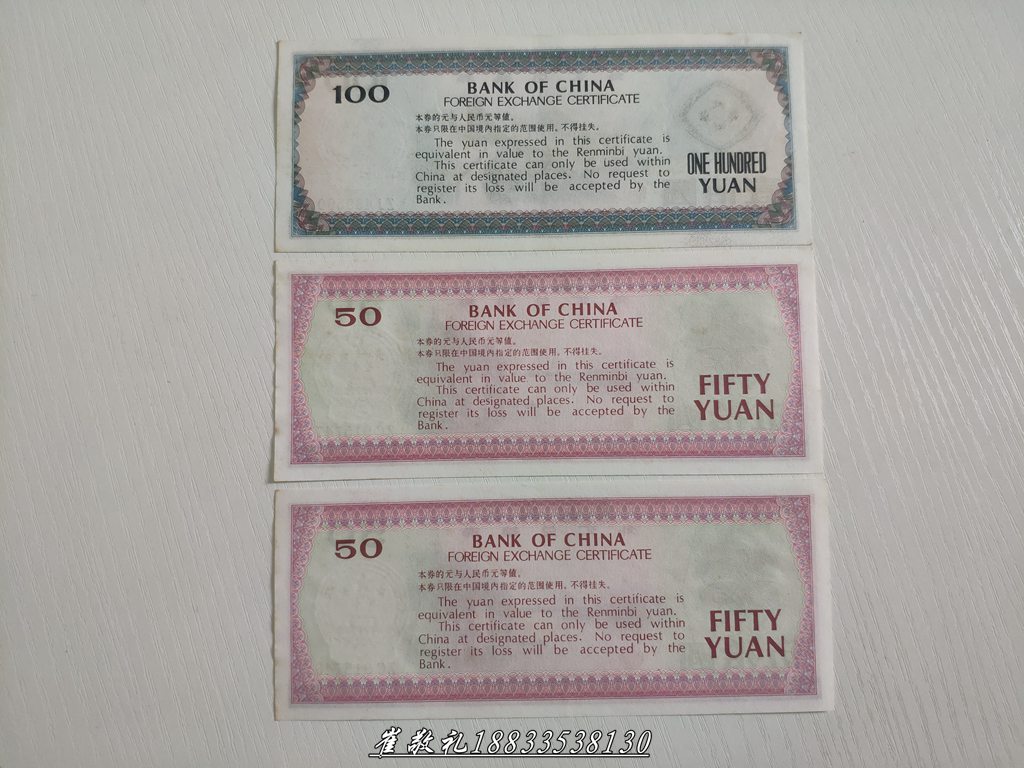 100
BANK OF CHINA
FOREIGN EXCHANGE CERTIFICATE
本券的元与人民币元等值。
本券只限在中国境内指定的范围使用，不得挂失。
The yuan expressed in this certificate is
equivalent in value to the Renminbi yuan.
This certificate can only be used within
China at designated places. No request to
register its loss will be accepted by the
Bank.
ONE HUNDRED
YUAN
50
BANK OF CHINA
FOREIGN EXCHANGE CERTIFICATE
本券的元与人民币元等值。
本券只限在中国境内指定的范围使用，不得挂失。
The yuan expressed in this certificate is
equivalent in value to the Renminbi yuan.
This certificate can only be used within
China at designated places. No request to
register its loss will be accepted by the
Bank.
FIFTY
YUAN
50
BANK OF CHINA
FOREIGN EXCHANGE CERTIFICATE
本券的元与人民币元等值。
本券只限在中国境内指定的范围使用，不得挂失。
The yuan expressed in this certificate is
equivalent in value to the Renminbi yuan.
This certificate can only be used within
China at designated places. No request to
register its loss will be accepted by the
Bank.
FIFTY
YUAN
崔敬礼18833538130